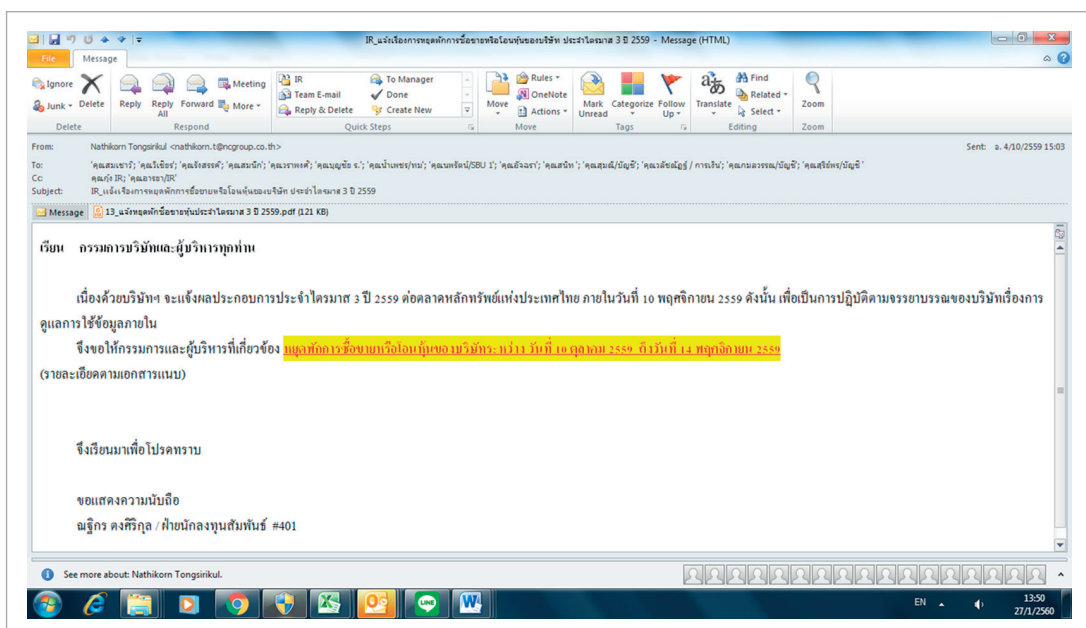 IR_แจ้งเรื่องการหยุดพักการซื้อขายหรือโอนหุ้นของบริษัท ประจำไตรมาส 3 ปี 2559 - Message (HTML)
File Message
Ignore
Junk
Delete
Reply
Reply All
Forward
Meeting
More
IR
Team E-mail
Reply & Delete
To Manager
Done
Create New
Move
Rules
OneNote
Actions
Mark Unread
Categorize
Follow Up
Translate
Find
Related
Select
Zoom
Delete Respond Quick Steps Move Tags Editing Zoom
From: Nathikorn Tongsirikul <nathikorn.t@ncgroup.co.th> Sent: อ. 4/10/2559 15:03
To:
Cc: 'คุณกุ้ง IR';
Subject: IR_แจ้งเรื่องการหยุดพักการซื้อขายหรือโอนหุ้นของบริษัท ประจำไตรมาส 3 ปี 2559
Message 13_แจ้งหยุดพักซื้อขายหุ้นประจำไตรมาส 3 ปี 2559.pdf (121 KB)
เรียน กรรมการบริษัทและผู้บริหารทุกท่าน
เนื่องด้วยบริษัทฯ จะแจ้งผลประกอบการประจำไตรมาส 3 ปี 2559 ต่อตลาดหลักทรัพย์แห่งประเทศไทย ภายในวันที่ 10 พฤศจิกายน 2559 ดังนั้น เพื่อเป็นการปฏิบัติตามจรรยาบรรณของบริษัทเรื่องการ
ดูแลการใช้ข้อมูลภายใน
จึงขอให้กรรมการและผู้บริหารที่เกี่ยวข้อง หยุดพักการซื้อขายหรือโอนหุ้นของบริษัทระหว่าง วันที่ 10 ตุลาคม 2559 ถึงวันที่ 14 พฤศจิกายน 2559
(รายละเอียดตามเอกสารแนบ)
จึงเรียนมาเพื่อโปรดทราบ
ขอแสดงความนับถือ
ณฐิกร ตงศิริกุล / ฝ่ายนักลงทุนสัมพันธ์ #401
See more about: Nathikorn Tongsirikul.
EN
13:50
27/1/2560